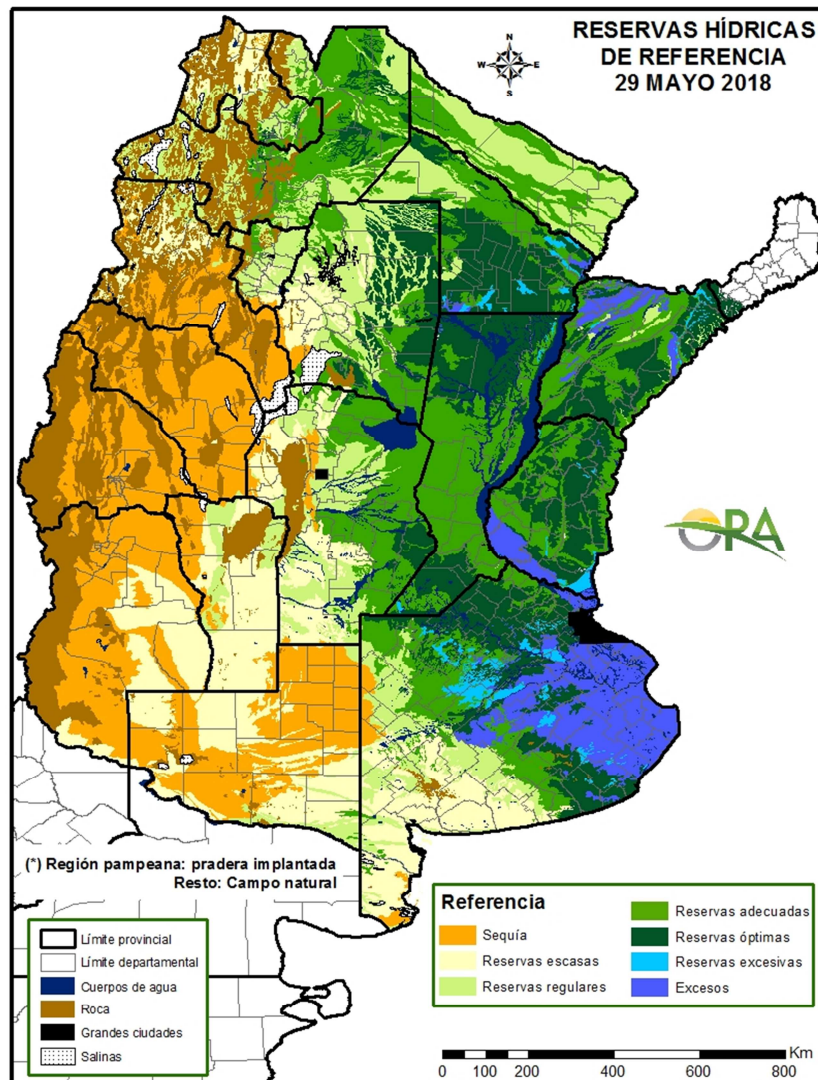 RESERVAS HÍDRICAS
DE REFERENCIA
29 MAYO 2018
N
W
E
S
ORA
(*) Región pampeana: pradera implantada
Resto: Campo natural
Límite provincial
Límite departamental
Cuerpos de agua
Roca
Grandes ciudades
Salinas
Referencia
Sequía
Reservas escasas
Reservas regulares
Reservas adecuadas
Reservas óptimas
Reservas excesivas
Excesos
Km
0 100 200 400 600 800